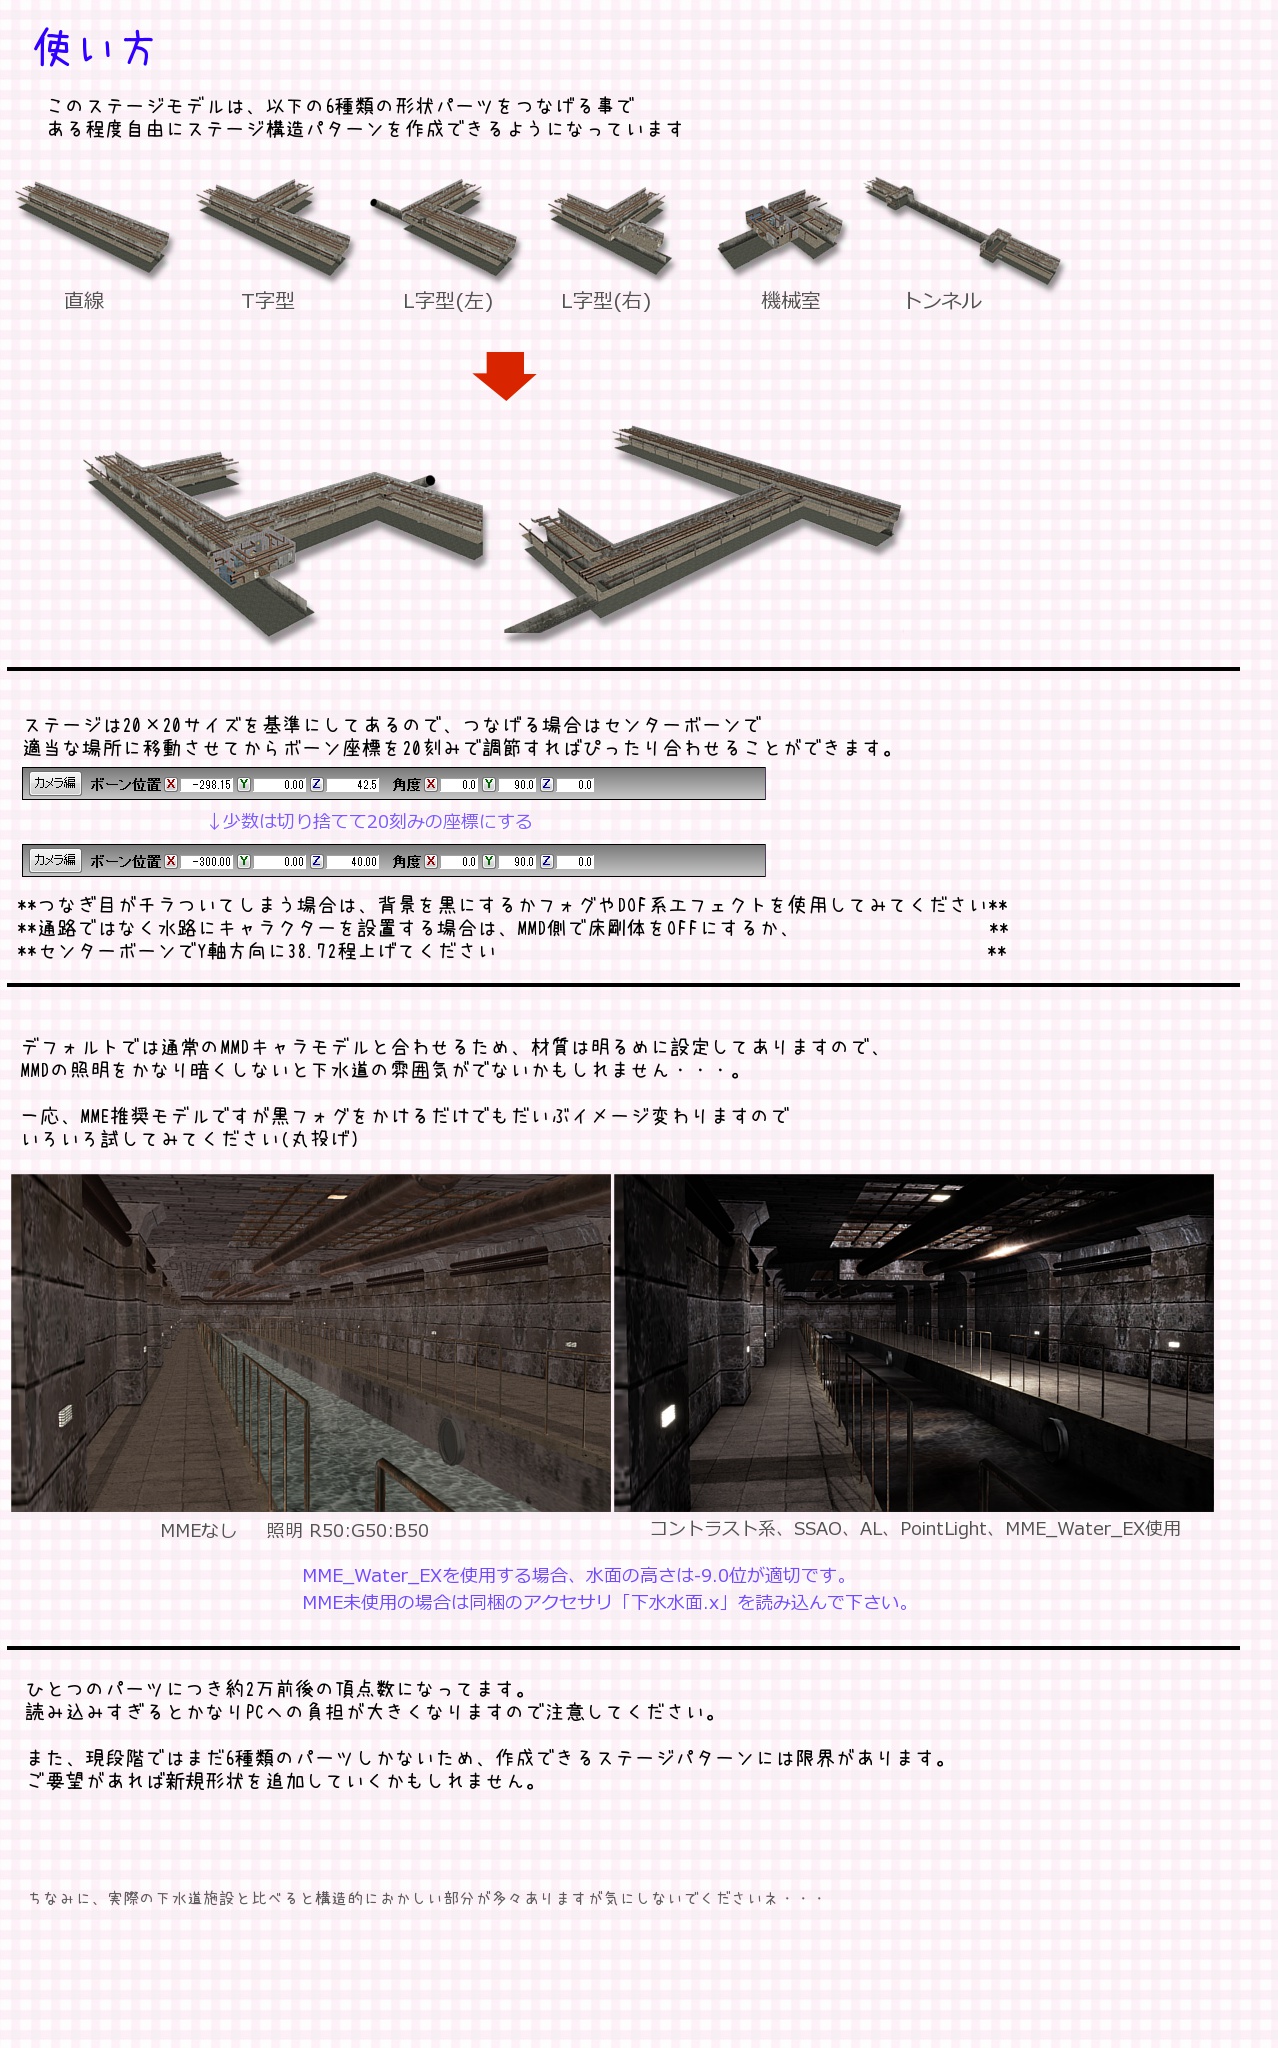 使い方
このステージモデルは、以下の6種類の形状パーツをつなげる事で
ある程度自由にステージ構造パターンを作成できるようになっています
直線
T字型
L字型(左)
L字型(右)
機械室
トンネル
ステージは20×20サイズを基準にしてあるので、つなげる場合はセンターボーンで
適当な場所に移動させてからボーン座標を20刻みで調節すればぴったり合わせることができます。
カメラ編 ボーン位置 X -298.15 Y 0.00 Z 42.5 角度 X 0.0 Y 90.0 Z 0.0
↓少数は切り捨てて20刻みの座標にする
カメラ編 ボーン位置 X -300.00 Y 0.00 Z 40.00 角度 X 0.0 Y 90.0 Z 0.0
**つなぎ目がチラついてしまう場合は、背景を黒にするかフォグやDOF系エフェクトを使用してみてください**
**通路ではなく水路にキャラクターを設置する場合は、MMD側で床剛体をOFFにするか、 **
**センターボーンでY軸方向に38.72程上げてください **
デフォルトでは通常のMMDキャラモデルと合わせるため、材質は明るめに設定してありますので、
MMDの照明をかなり暗くしないと下水道の雰囲気がでないかもしれません・・・。
一応、MME推奨モデルですが黒フォグをかけるだけでもだいぶイメージ変わりますので
いろいろ試してみてください(丸投げ)
MMEなし 照明 R50:G50:B50
コントラスト系、SSAO、AL、PointLight、MME_Water_EX使用
MME_Water_EXを使用する場合、水面の高さは-9.0位が適切です。
MME未使用の場合は同梱のアクセサリ「下水水面.x」を読み込んで下さい。
ひとつのパーツにつき約2万前後の頂点数になってます。
読み込みすぎるとかなりPCへの負担が大きくなりますので注意してください。
また、現段階ではまだ6種類のパーツしかないため、作成できるステージパターンには限界があります。
ご要望があれば新規形状を追加していくかもしれません。
ちなみに、実際の下水道施設と比べると構造的におかしい部分が多々ありますが気にしないでくださいネ・・・